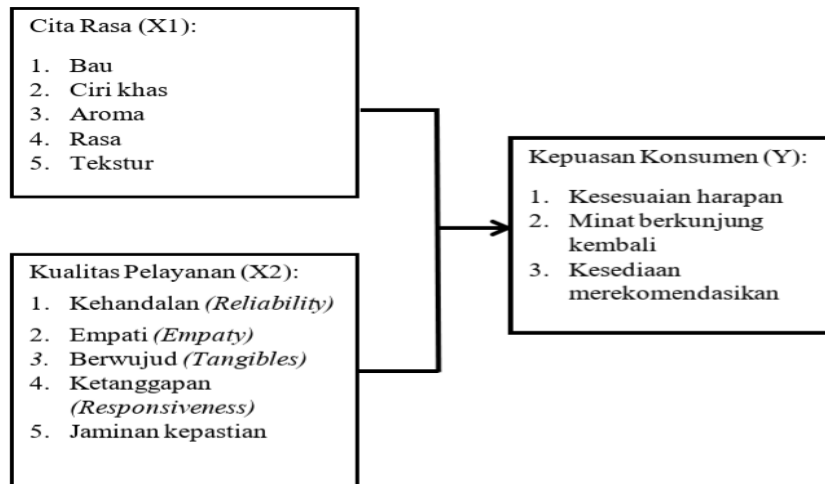 Cita Rasa (X1):
1. Bau
2. Ciri khas
3. Aroma
4. Rasa
5. Tekstur
Kualitas Pelayanan (X2):
1. Kehandalan (Reliability)
2. Empati (Empaty)
3. Berwujud (Tangibles)
4. Ketanggapan
(Responsiveness)
5. Jaminan kepastian
Kepuasan Konsumen (Y):
1. Kesesuaian harapan
2. Minat berkunjung
kembali
3. Kesediaan
merekomendasikan